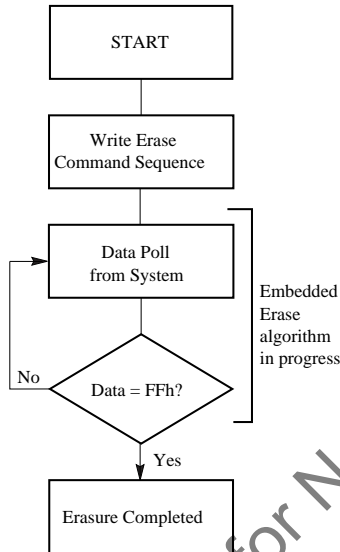 START
Write Erase
Command Sequence
Data Poll
from System
Embedded
Erase
algorithm
in progress
No
Data = FFh?
Yes
Erasure Completed
for N